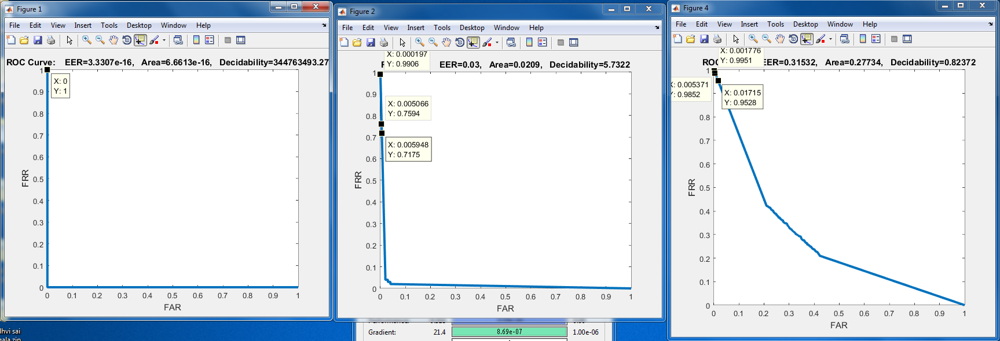 Figure 1
File Edit View Insert Tools Desktop Window Help
ROC Curve: EER=3.3307e-16, Area=6.6613e-16, Decidability=344763493.27
X: 0
Y: 1
1
0.9
0.8
0.7
0.6
0.5
0.4
0.3
0.2
0.1
0
FRR
0 0.1 0.2 0.3 0.4 0.5 0.6 0.7 0.8 0.9 1
FAR
Figure 2
File Edit View Insert Tools Desktop Window Help
X: 0.000197
Y: 0.9906
EER=0.03, Area=0.0209, Decidability=5.7322
X: 0.005066
Y: 0.7594
X: 0.005948
Y: 0.7175
1
0.9
0.8
0.7
0.6
0.5
0.4
0.3
0.2
0.1
0
FRR
0 0.1 0.2 0.3 0.4 0.5 0.6 0.7 0.8 0.9 1
FAR
Gradient: 21.4 8.69e-07 1.00e-06
Figure 4
File Edit View Insert Tools Desktop Window Help
X: 0.001776
Y: 0.9951
EER=0.31532, Area=0.27734, Decidability=0.82372
X: 0.005371
Y: 0.9852
X: 0.01715
Y: 0.9528
1
0.8
0.7
0.6
0.5
0.4
0.3
0.2
0.1
0
FRR
0 0.1 0.2 0.3 0.4 0.5 0.6 0.7 0.8 0.9 1
FAR
lhvi sai